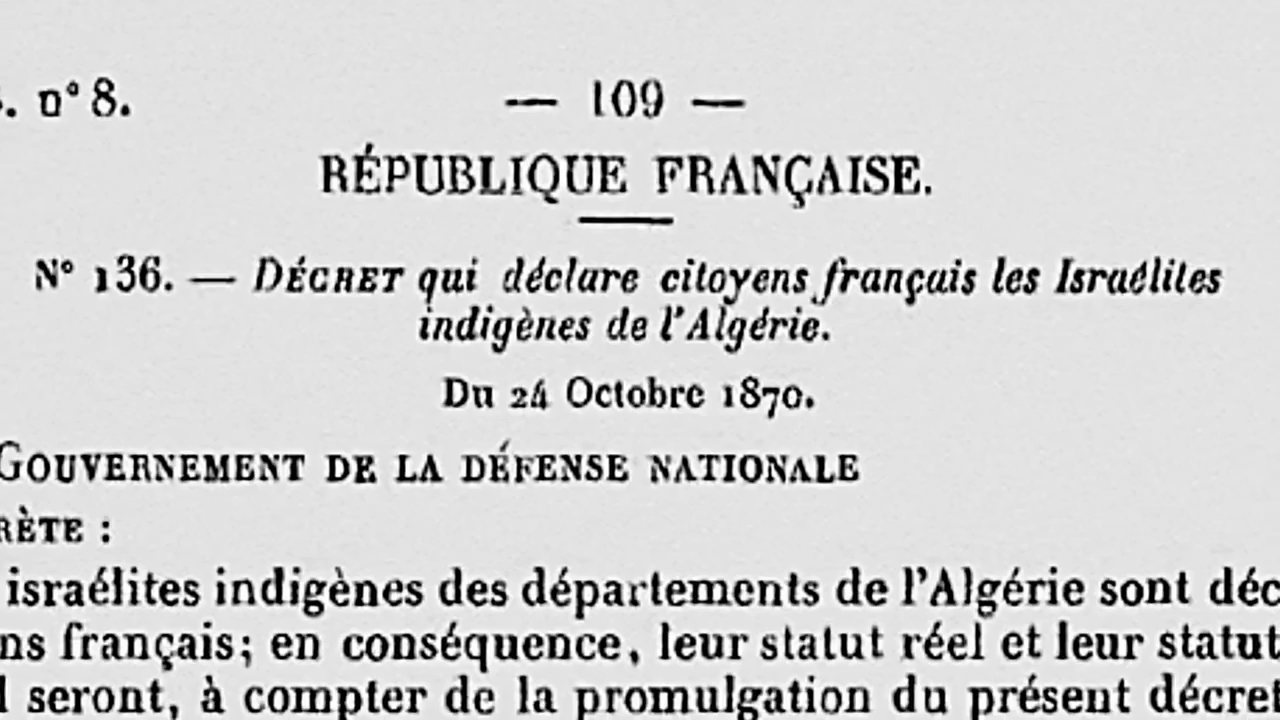 . n° 8.
— 109 —
RÉPUBLIQUE FRANÇAISE.
N° 136. — DÉCRET qui déclare citoyens français les Israélites
indigènes de l'Algérie.
Du 24 Octobre 1870.
GOUVERNEMENT DE LA DÉFENSE NATIONALE
RÈTE :
israélites indigènes des départements de l'Algérie sont déc
ns français; en conséquence, leur statut réel et leur statut
l seront, à compter de la promulgation du présent décret